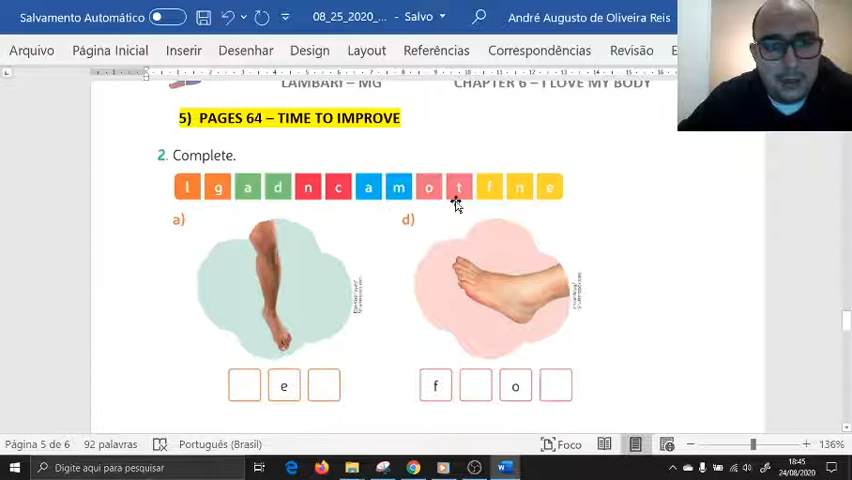 Salvamento Automático 08_25_2020_... - Salvo André Augusto de Oliveira Reis
Arquivo Página Inicial Inserir Desenhar Design Layout Referências Correspondências Revisão E
LAMBARI – MG CHAPTER 6 – I LOVE MY BODY
5) PAGES 64 – TIME TO IMPROVE
2. Complete.
l g a d n c a m o t f n e
a) d)
e f o
Página 5 de 6 92 palavras Português (Brasil) Foco 136%
Digite aqui para pesquisar 18:45
24/08/2020